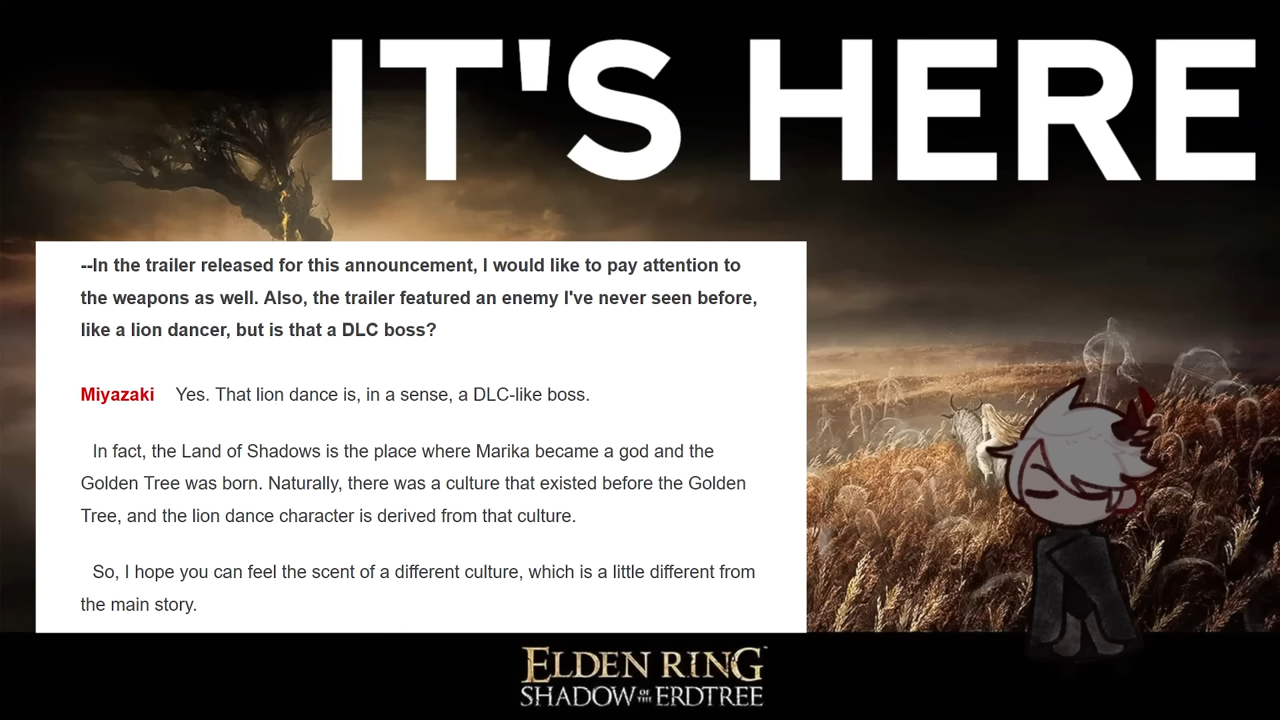 IT'S HERE
--In the trailer released for this announcement, I would like to pay attention to
the weapons as well. Also, the trailer featured an enemy I've never seen before,
like a lion dancer, but is that a DLC boss?
Miyazaki Yes. That lion dance is, in a sense, a DLC-like boss.
In fact, the Land of Shadows is the place where Marika became a god and the
Golden Tree was born. Naturally, there was a culture that existed before the Golden
Tree, and the lion dance character is derived from that culture.
So, I hope you can feel the scent of a different culture, which is a little different from
the main story.
ELDEN RING
SHADOW OF THE ERDTREE